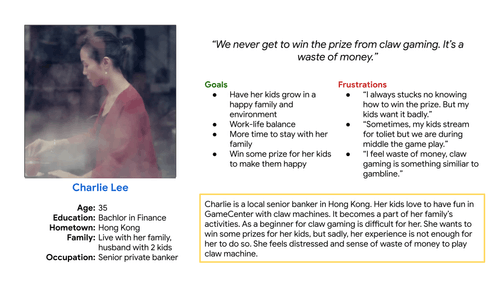 “We never get to win the prize from claw gaming. It’s a
waste of money.”
Goals
● Have her kids grow in a
happy family and
environment
● Work-life balance
● More time to stay with her
family
● Win some prize for her kids
to make them happy
Frustrations
● “I always stucks no knowing
how to win the prize. But my
kids want it badly.”
● “Sometimes, my kids stream
for toliet but we are during
middle the game play.”
● “I feel waste of money, claw
gaming is something similiar to
gambline.”
Charlie Lee
Age: 35
Education: Bachlor in Finance
Hometown: Hong Kong
Family: Live with her family,
husband with 2 kids
Occupation: Senior private banker
Charlie is a local senior banker in Hong Kong. Her kids love to have fun in
GameCenter with claw machines. It becomes a part of her family’s
activities. As a beginner for claw gaming is difficult for her. She wants to
win some prizes for her kids, but sadly, her experience is not enough for
her to do so. She feels distressed and sense of waste of money to play
claw machine.